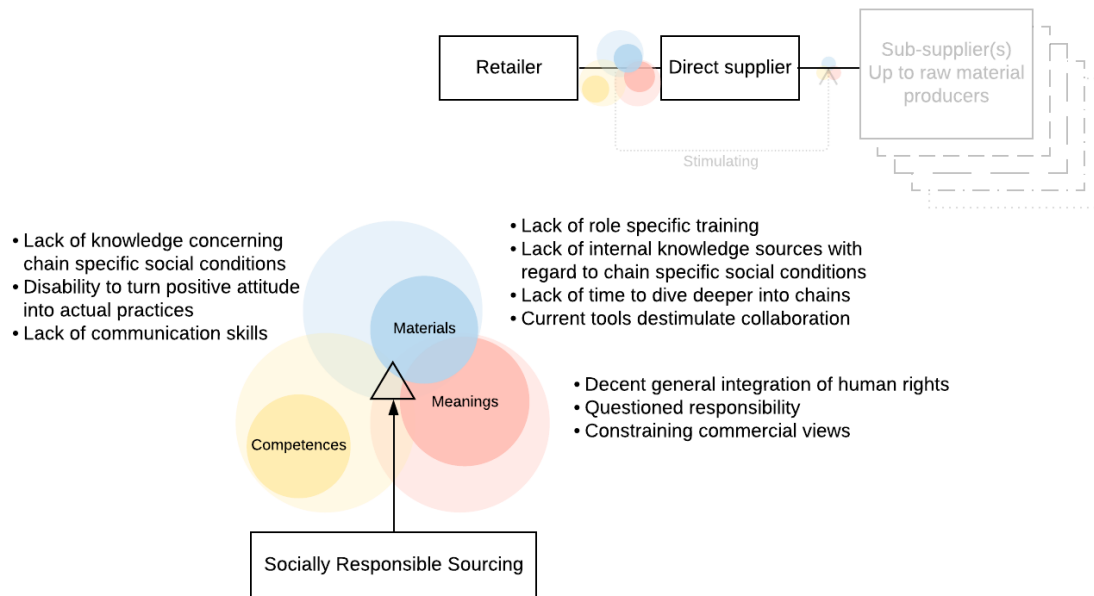 Retailer
Direct supplier
Sub-supplier(s)
Up to raw material
producers
Stimulating
• Lack of knowledge concerning
chain specific social conditions
• Disability to turn positive attitude
into actual practices
• Lack of communication skills
• Lack of role specific training
• Lack of internal knowledge sources with
regard to chain specific social conditions
• Lack of time to dive deeper into chains
• Current tools destimulate collaboration
Materials
Meanings
Competences
• Decent general integration of human rights
• Questioned responsibility
• Constraining commercial views
Socially Responsible Sourcing